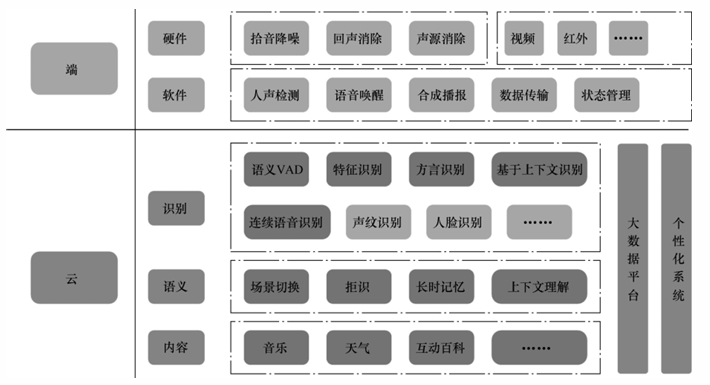 端
硬件
拾音降噪
回声消除
声源消除
视频
红外
……
软件
人声检测
语音唤醒
合成播报
数据传输
状态管理
云
识别
语义VAD
特征识别
方言识别
基于上下文识别
连续语音识别
声纹识别
人脸识别
……
语义
场景切换
拒识
长时记忆
上下文理解
内容
音乐
天气
互动百科
……
大数据平台
个性化系统